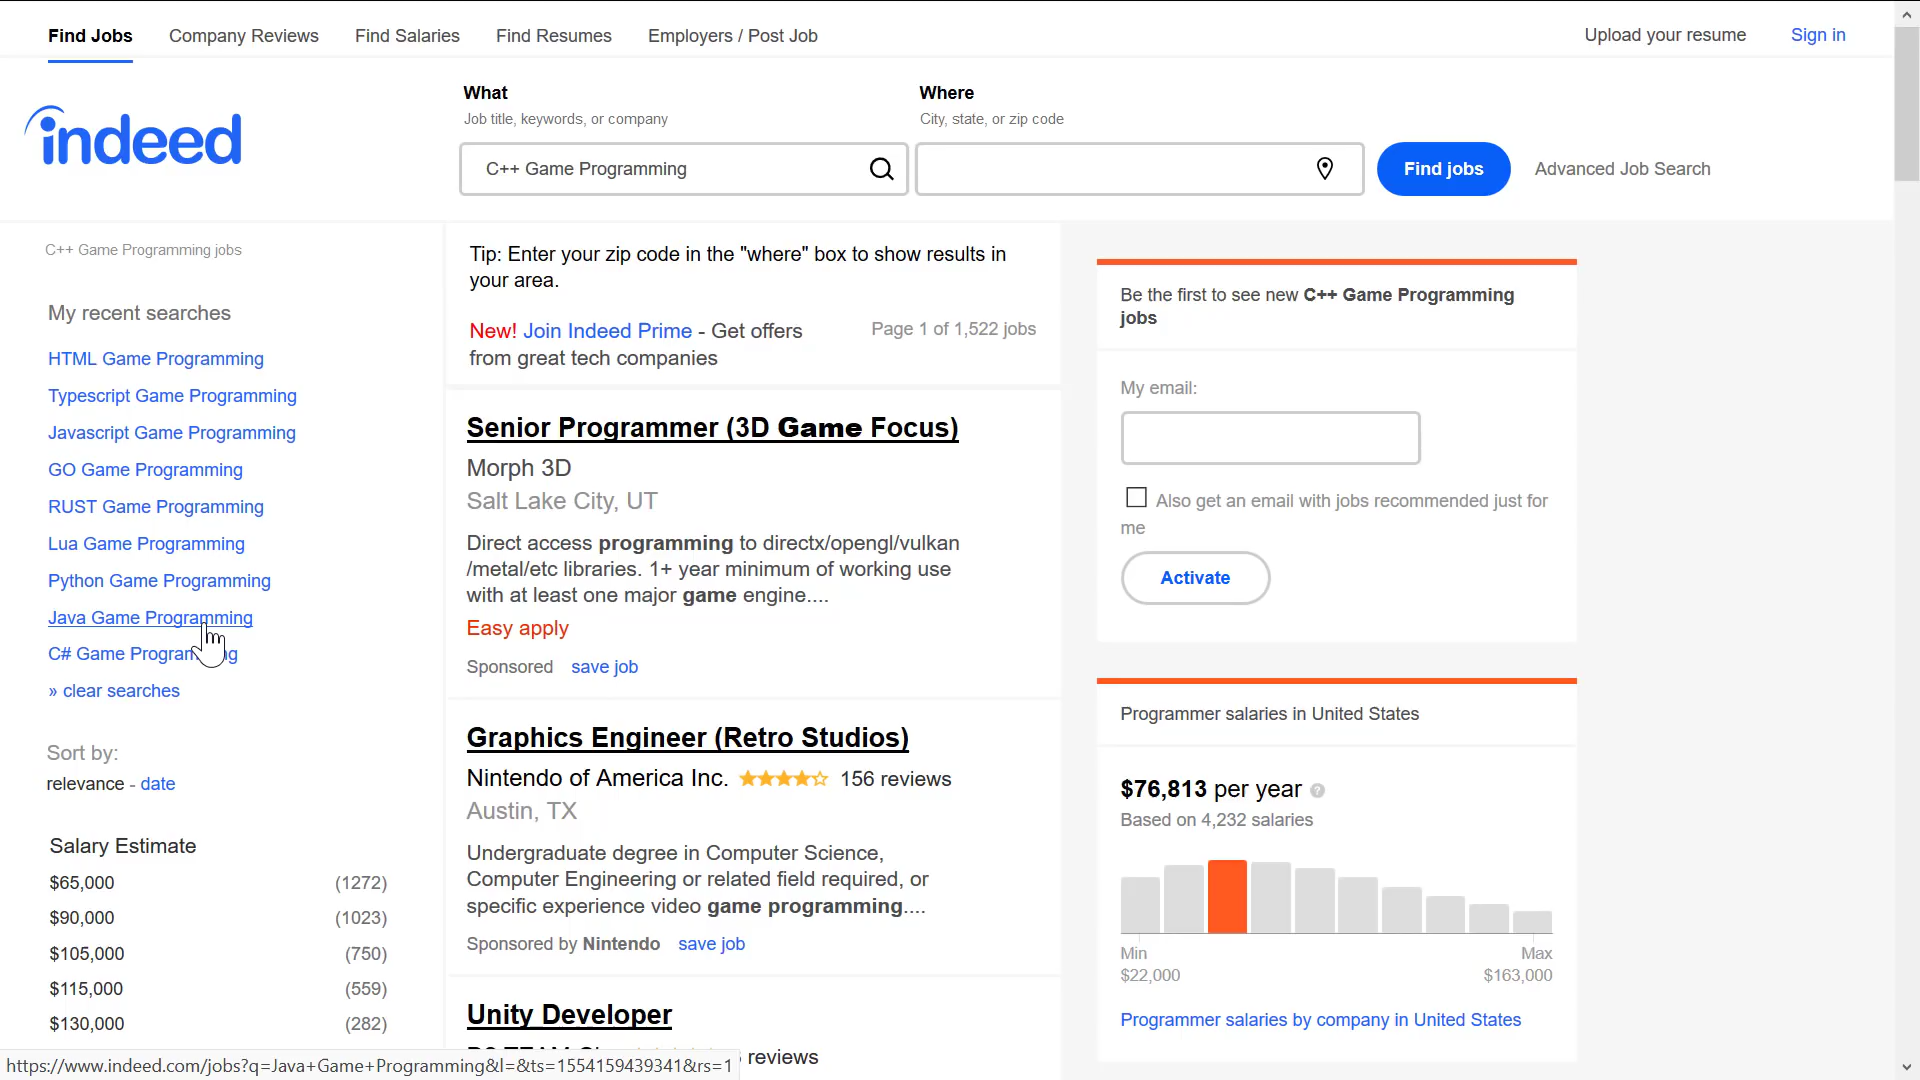 Find Jobs
Company Reviews
Find Salaries
Find Resumes
Employers / Post Job
Upload your resume
Sign in
indeed
What
Job title, keywords, or company
C++ Game Programming
Where
City, state, or zip code
Find jobs
Advanced Job Search
C++ Game Programming jobs
My recent searches
HTML Game Programming
Typescript Game Programming
Javascript Game Programming
GO Game Programming
RUST Game Programming
Lua Game Programming
Python Game Programming
Java Game Programming
C# Game Programming
» clear searches
Sort by:
relevance - date
Salary Estimate
$65,000 (1272)
$90,000 (1023)
$105,000 (750)
$115,000 (559)
$130,000 (282)
https://www.indeed.com/jobs?q=Java+Game+Programming&l=&ts=1554159439341&rs=1
Tip: Enter your zip code in the "where" box to show results in
your area.
New! Join Indeed Prime - Get offers
from great tech companies
Page 1 of 1,522 jobs
Senior Programmer (3D Game Focus)
Morph 3D
Salt Lake City, UT
Direct access programming to directx/opengl/vulkan
/metal/etc libraries. 1+ year minimum of working use
with at least one major game engine....
Easy apply
Sponsored save job
Graphics Engineer (Retro Studios)
Nintendo of America Inc. 156 reviews
Austin, TX
Undergraduate degree in Computer Science,
Computer Engineering or related field required, or
specific experience video game programming....
Sponsored by Nintendo save job
Unity Developer
reviews
Be the first to see new C++ Game Programming
jobs
My email:
Also get an email with jobs recommended just for
me
Activate
Programmer salaries in United States
$76,813 per year ?
Based on 4,232 salaries
Min
$22,000
Max
$163,000
Programmer salaries by company in United States